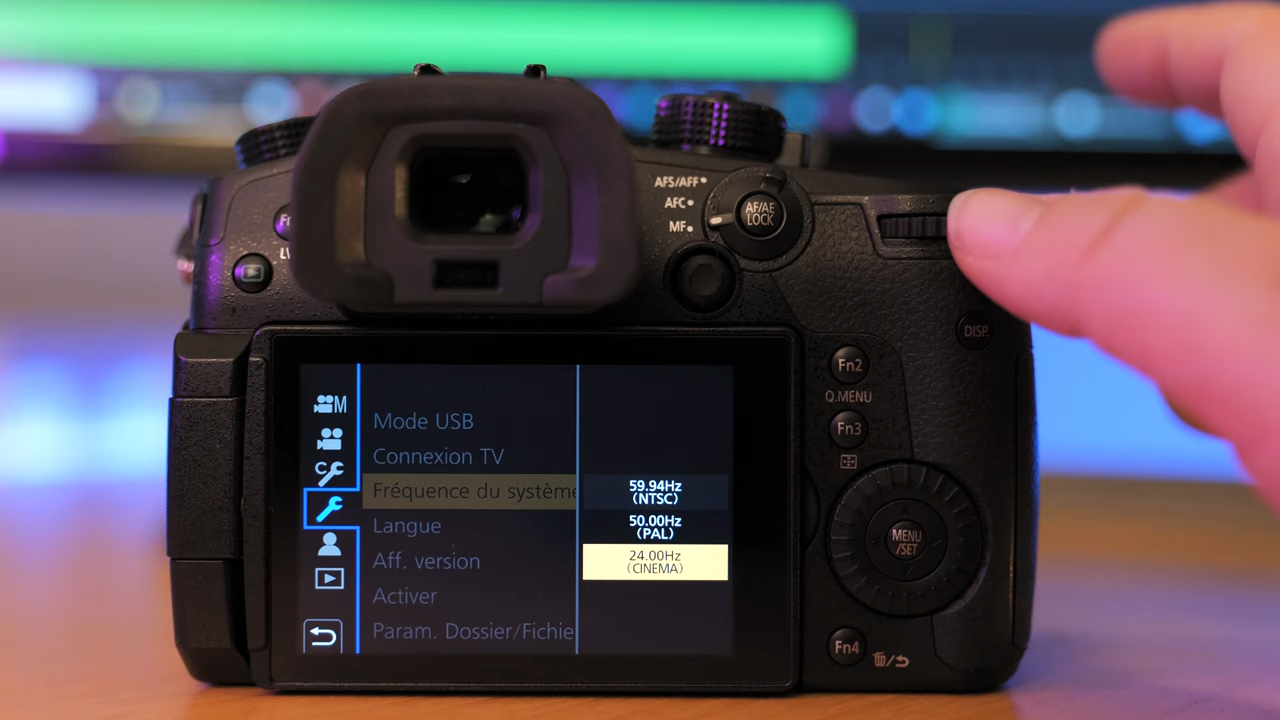 AFS/AFF
AFC
MF
AF/AE
LOCK
DISP.
Fn2
Q.MENU
Fn3
MENU
/SET
Fn4
M
C
Mode USB
Connexion TV
Fréquence du système
Langue
Aff. version
Activer
Param. Dossier/Fichie
59.94Hz
(NTSC)
50.00Hz
(PAL)
24.00Hz
(CINEMA)